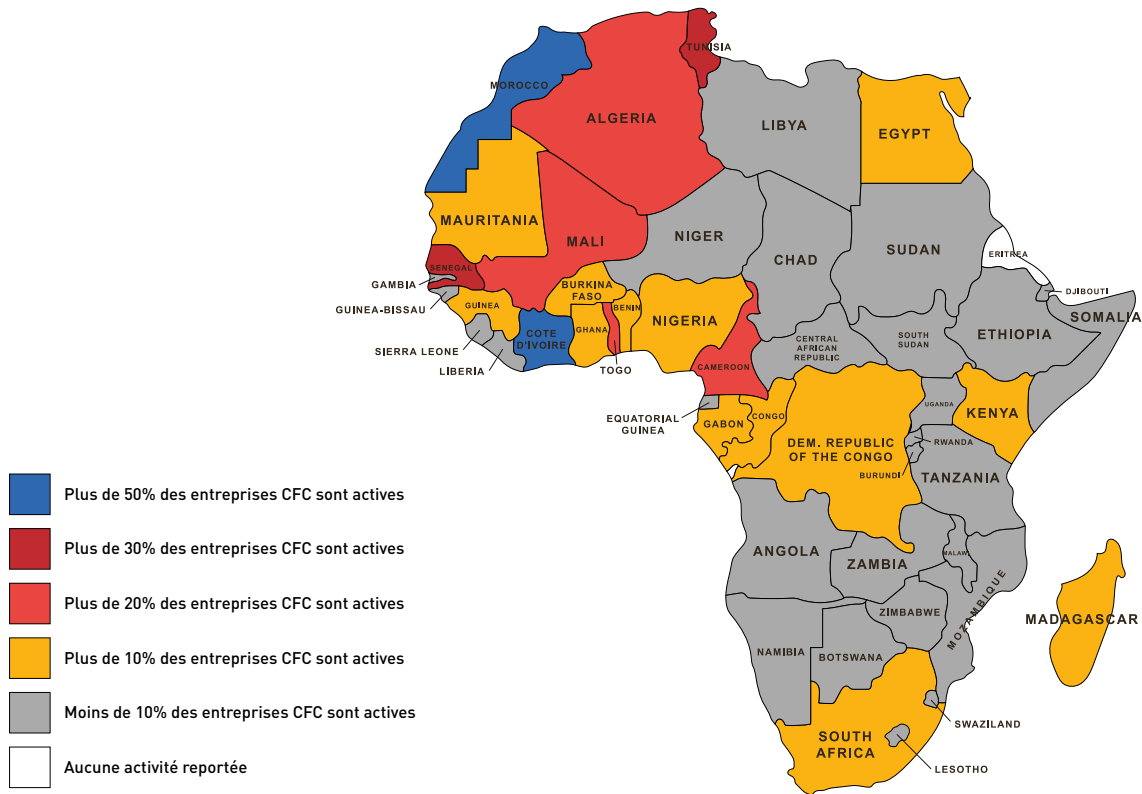 MOROCCO
TUNISIA
ALGERIA
LIBYA
EGYPT
MAURITANIA
MALI
NIGER
CHAD
SUDAN
ERITREA
SENEGAL
GAMBIA
GUINEA-BISSAU
GUINEA
SIERRA LEONE
LIBERIA
COTE
D'IVOIRE
BURKINA
FASO
GHANA
TOGO
BENIN
NIGERIA
CAMEROON
CENTRAL
AFRICAN
REPUBLIC
SOUTH
SUDAN
ETHIOPIA
DJIBOUTI
SOMALIA
EQUATORIAL
GUINEA
GABON
CONGO
DEM. REPUBLIC
OF THE CONGO
UGANDA
KENYA
RWANDA
BURUNDI
TANZANIA
ANGOLA
ZAMBIA
MALAWI
MOZAMBIQUE
ZIMBABWE
MADAGASCAR
NAMIBIA
BOTSWANA
SWAZILAND
SOUTH
AFRICA
LESOTHO
Plus de 50% des entreprises CFC sont actives
Plus de 30% des entreprises CFC sont actives
Plus de 20% des entreprises CFC sont actives
Plus de 10% des entreprises CFC sont actives
Moins de 10% des entreprises CFC sont actives
Aucune activité reportée